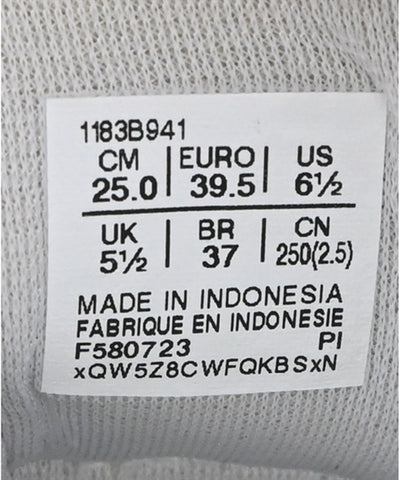 1183B941
CM | EURO | US
25.0 | 39.5 | 6½
UK | BR | CN
5½ | 37 | 250(2.5)
MADE IN INDONESIA
FABRIQUE EN INDONESIE
F580723 PI
xQW5Z8CWFQKBSxN